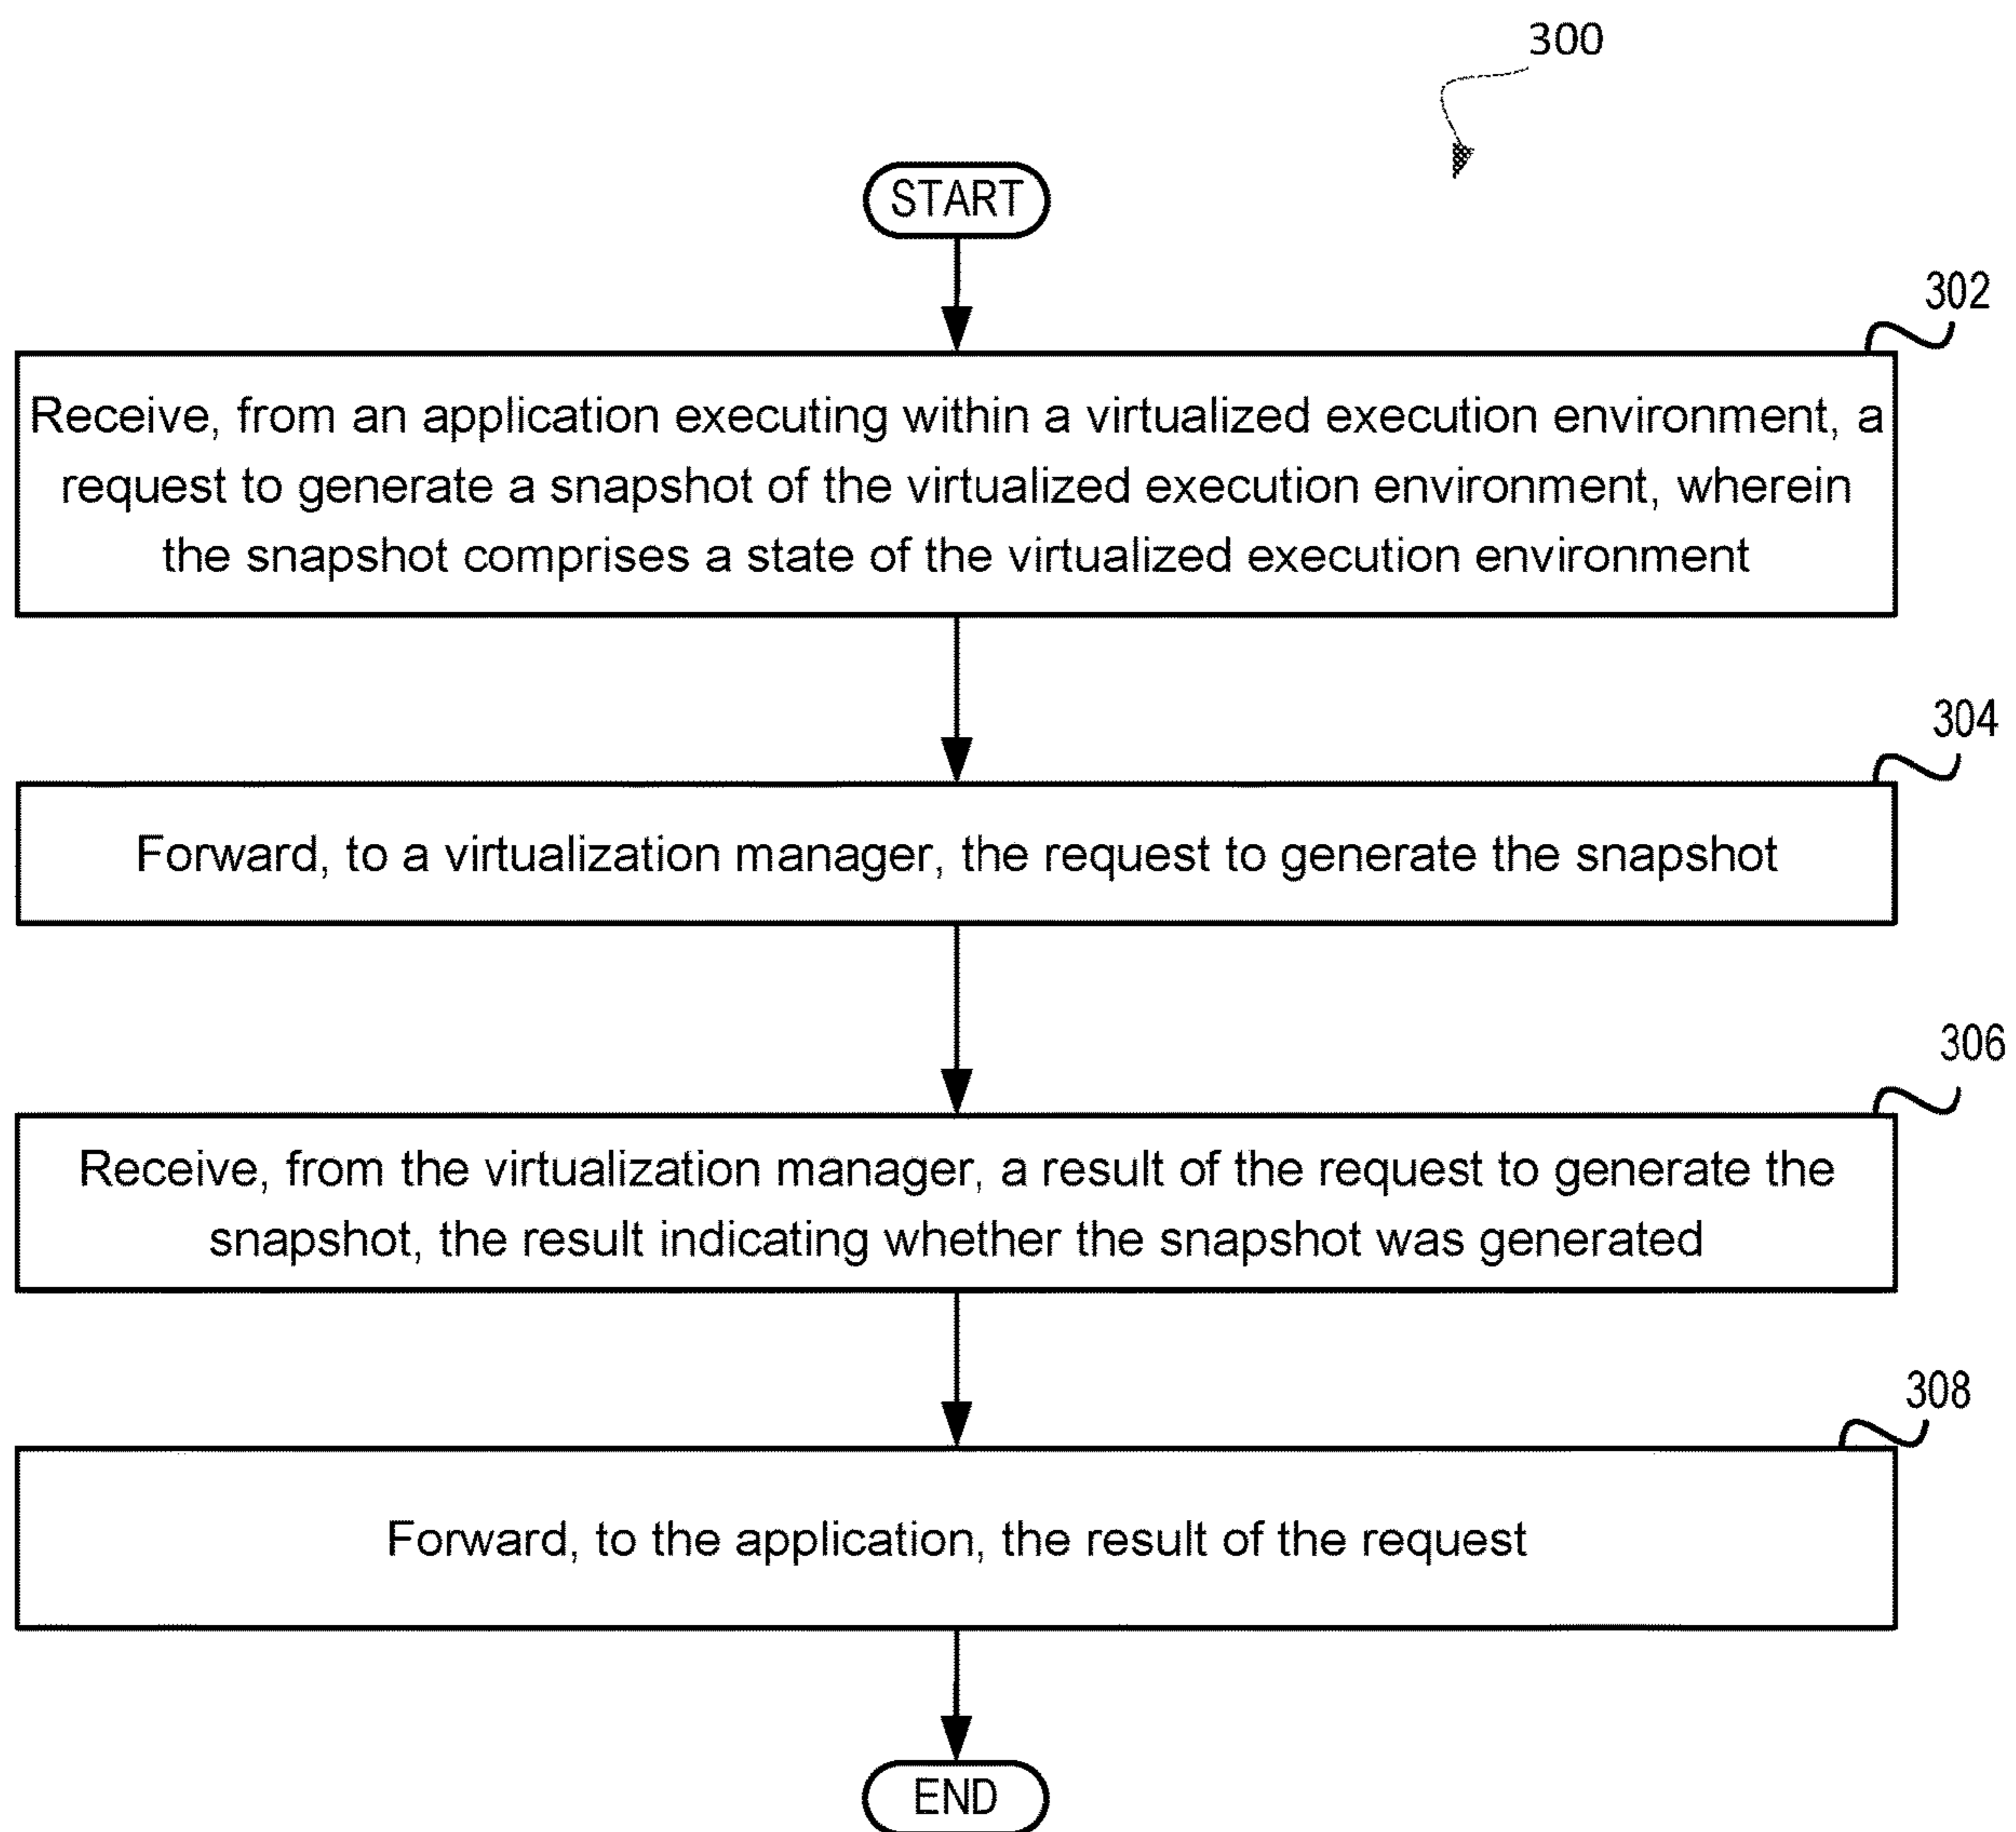 300
START
302
Receive, from an application executing within a virtualized execution environment, a
request to generate a snapshot of the virtualized execution environment, wherein
the snapshot comprises a state of the virtualized execution environment
304
Forward, to a virtualization manager, the request to generate the snapshot
306
Receive, from the virtualization manager, a result of the request to generate the
snapshot, the result indicating whether the snapshot was generated
308
Forward, to the application, the result of the request
END